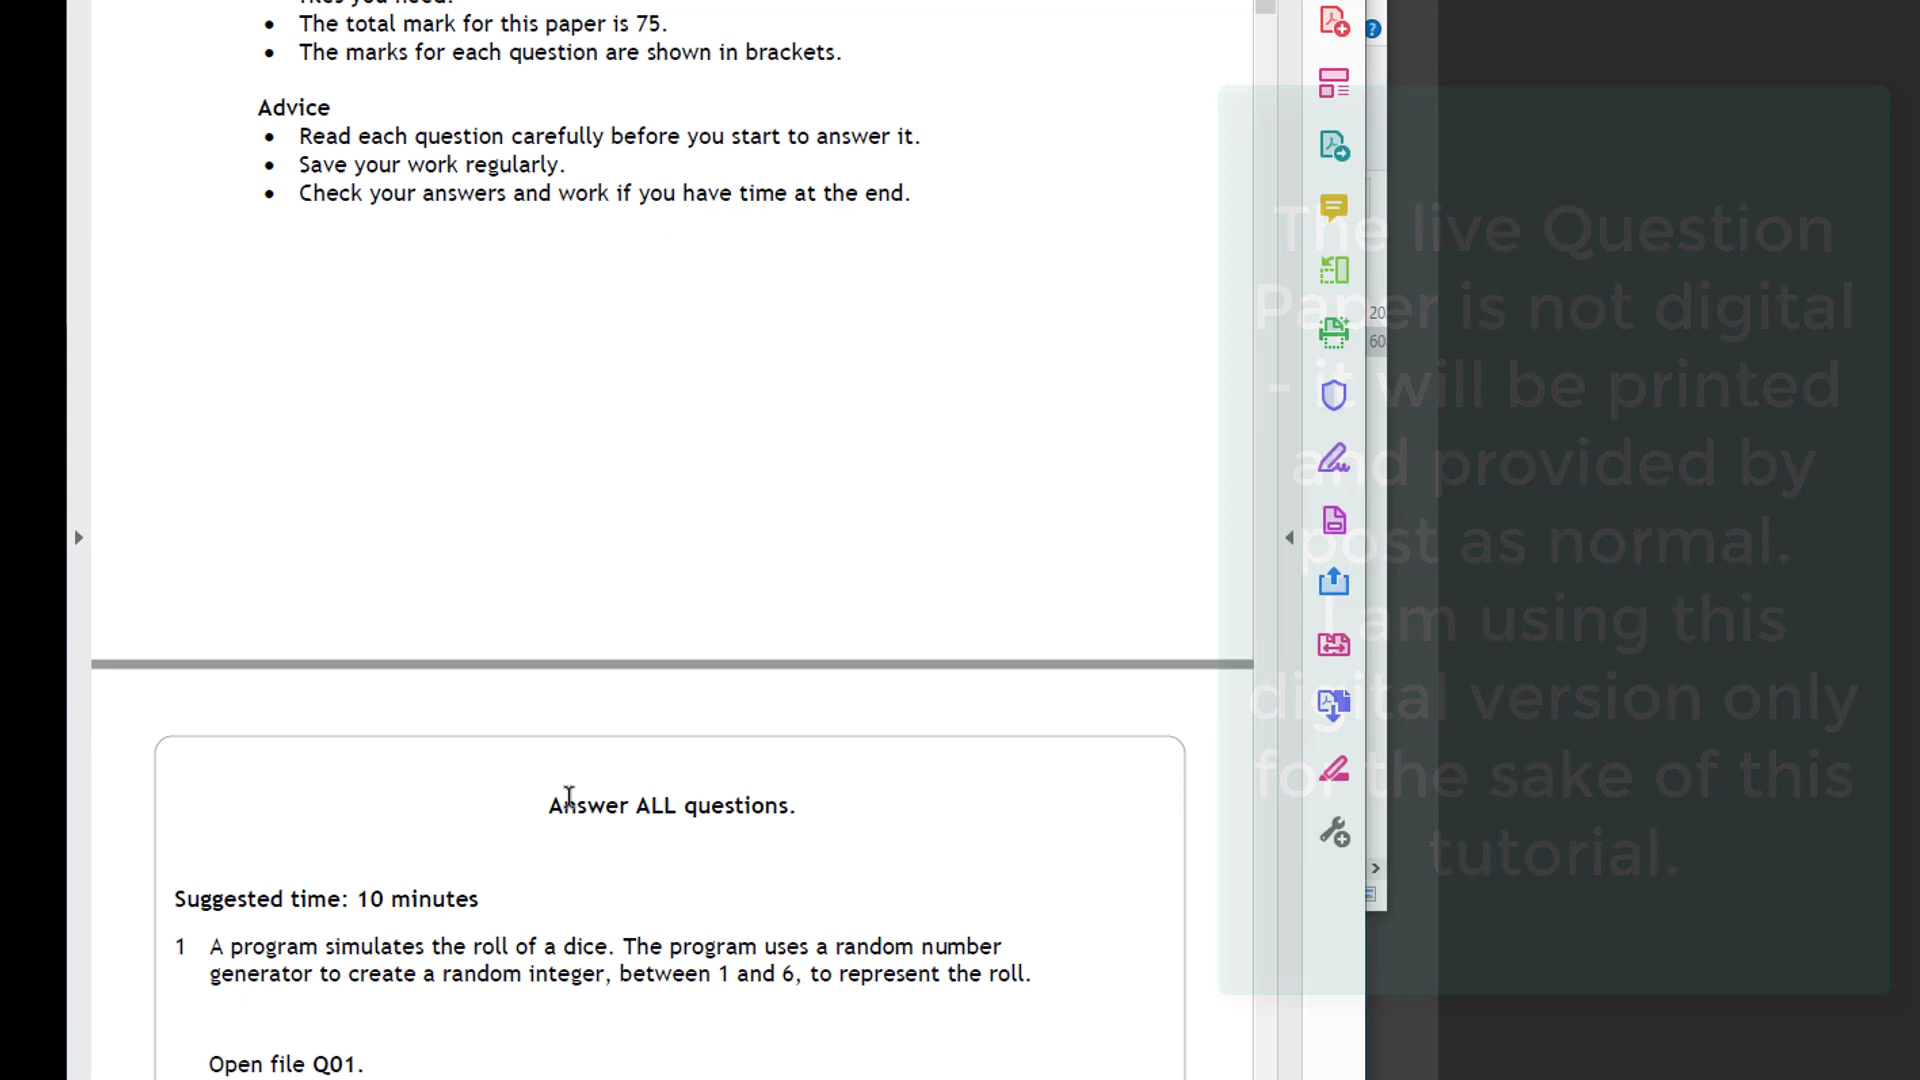 The total mark for this paper is 75.
The marks for each question are shown in brackets.
Advice
Read each question carefully before you start to answer it.
Save your work regularly.
Check your answers and work if you have time at the end.
Answer ALL questions.
Suggested time: 10 minutes
1 A program simulates the roll of a dice. The program uses a random number
generator to create a random integer, between 1 and 6, to represent the roll.
Open file Q01.
The live Question
Paper is not digital
- it will be printed
and provided by
post as normal.
I am using this
digital version only
for the sake of this
tutorial.
20
60